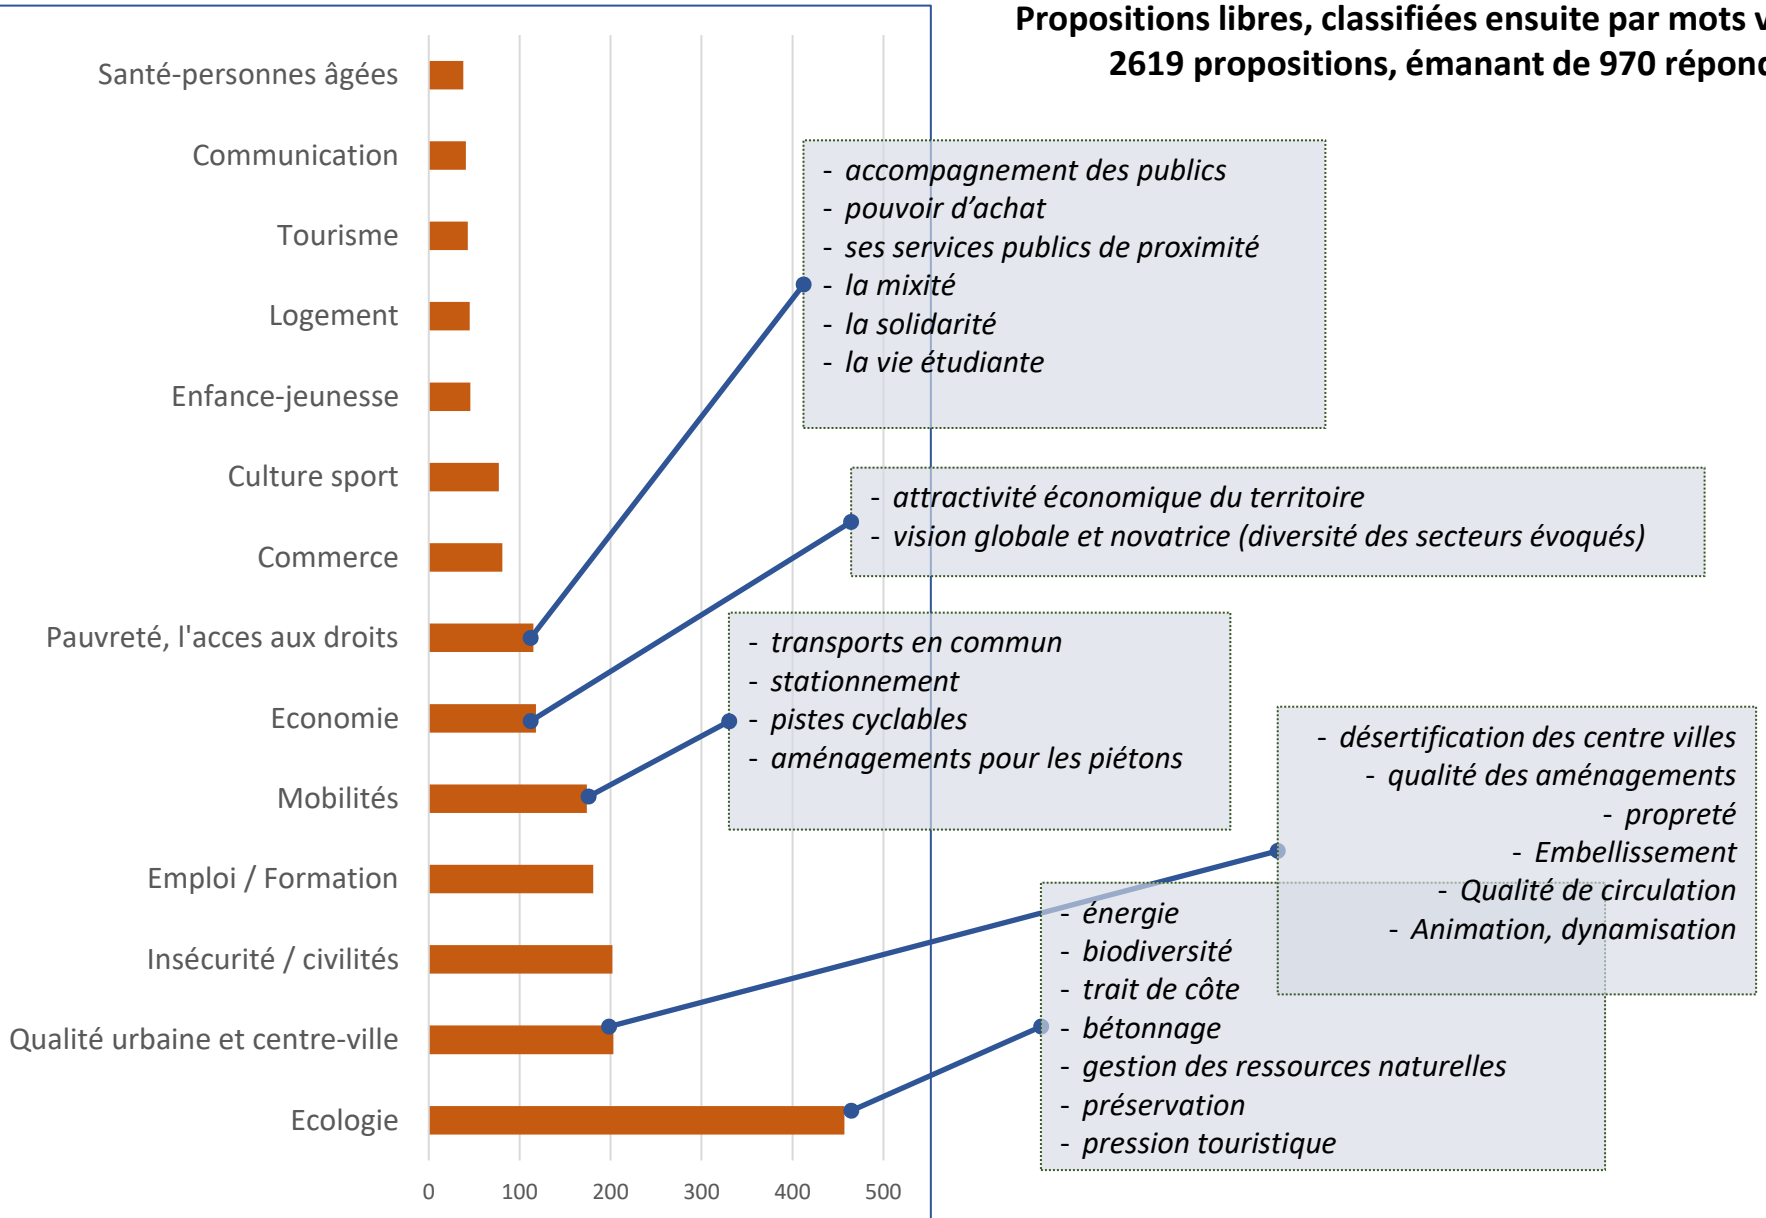 Propositions libres, classifiées ensuite par mots
2619 propositions, émanant de 970
Santé-personnes âgées
Communication
Tourisme
Logement
Enfance-jeunesse
Culture sport
Commerce
Pauvreté, l'acces aux droits
Economie
Mobilités
Emploi / Formation
Insécurité / civilités
Qualité urbaine et centre-ville
Ecologie
0 100 200 300 400 500
- accompagnement des publics
- pouvoir d’achat
- ses services publics de proximité
- la mixité
- la solidarité
- la vie étudiante
- attractivité économique du territoire
- vision globale et novatrice (diversité des secteurs évoqués)
- transports en commun
- stationnement
- pistes cyclables
- aménagements pour les piétons
- désertification des centre villes
- qualité des aménagements
- propreté
- Embellissement
- Qualité de circulation
- Animation, dynamisation
- énergie
- biodiversité
- trait de côte
- bétonnage
- gestion des ressources naturelles
- préservation
- pression touristique